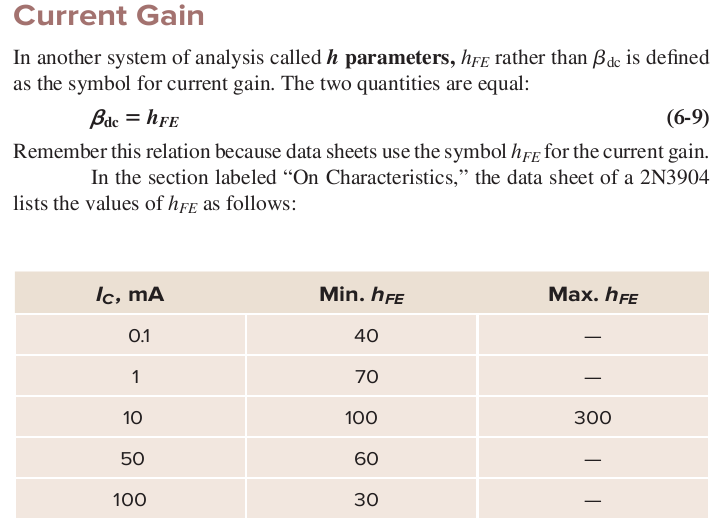 Current Gain
In another system of analysis called h parameters, hFE rather than βdc is defined
as the symbol for current gain. The two quantities are equal:
βdc = hFE (6-9)
Remember this relation because data sheets use the symbol hFE for the current gain.
In the section labeled “On Characteristics,” the data sheet of a 2N3904
lists the values of hFE as follows:
IC, mA Min. hFE Max. hFE
0.1 40 —
1 70 —
10 100 300
50 60 —
100 30 —